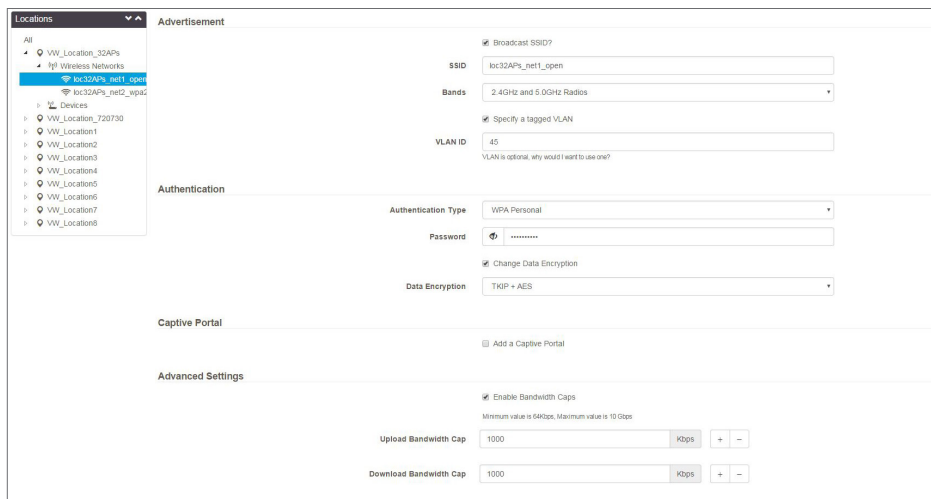 Locations
All
VW_Location_32APs
Wireless Networks
loc32APs_net1_open
loc32APs_net2_wpa2
Devices
VW_Location_720730
VW_Location1
VW_Location2
VW_Location3
VW_Location4
VW_Location5
VW_Location6
VW_Location7
VW_Location8
Advertisement
Broadcast SSID?
SSID loc32APs_net1_open
Bands 2.4GHz and 5.0GHz Radios
Specify a tagged VLAN
VLAN ID 45
VLAN is optional, why would I want to use one?
Authentication
Authentication Type WPA Personal
Password ••••••••••
Change Data Encryption
Data Encryption TKIP + AES
Captive Portal
Add a Captive Portal
Advanced Settings
Enable Bandwidth Caps
Minimum value is 64Kbps, Maximum value is 10 Gbps
Upload Bandwidth Cap 1000 Kbps + −
Download Bandwidth Cap 1000 Kbps + −